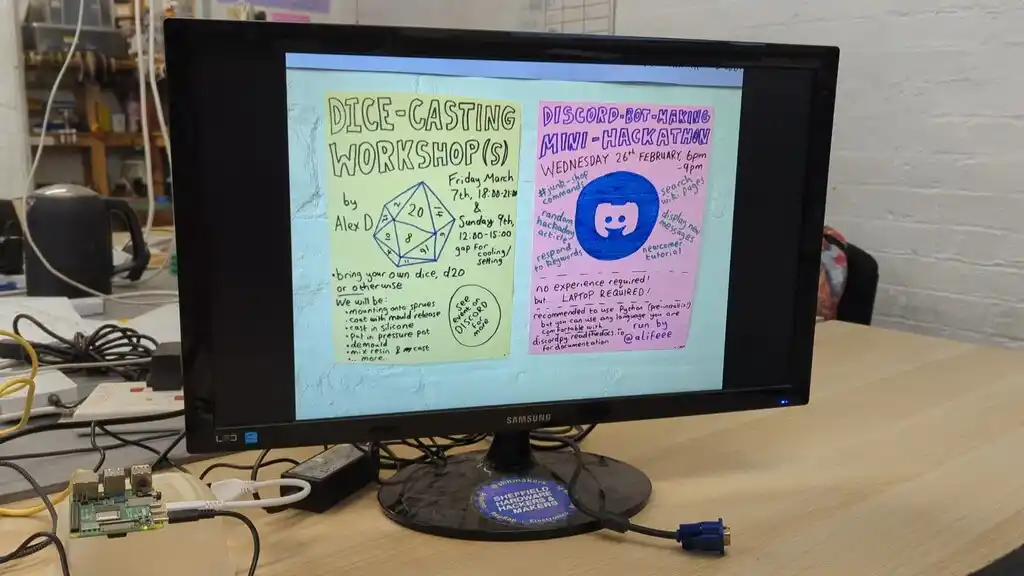 DICE-CASTING
WORKSHOP(S)
by
Alex D
Friday March
7th, 18:00-21:00
&
Sunday 9th,
12:00-15:00
gap for
cooling/
setting
20
8
• bring your own dice, d20
or otherwise
We will be:
• mounting onto sprues
• coat with mould release
• cast in silicone
• put in pressure pot
• demould
• mix resin & cast
... more
see
DISCORD
for
more
DISCORD-BOT-MAKING
MINI-HACKATHON
WEDNESDAY 26th FEBRUARY, 6pm
-9pm
#junk-shop
commands
random
hackaday
articles
respond
to keywords
search
wiki pages
display new
messages
newcomer
tutorial
no experience required!
but LAPTOP REQUIRED!
recommended to use Python (pre-install)
but you can use any language you are
comfortable with
discordpy.readthedocs.io
for documentation
run by
@alifeee
SAMSUNG
LED
SHEFFIELD
HARDWARE
HACKERS &
MAKERS